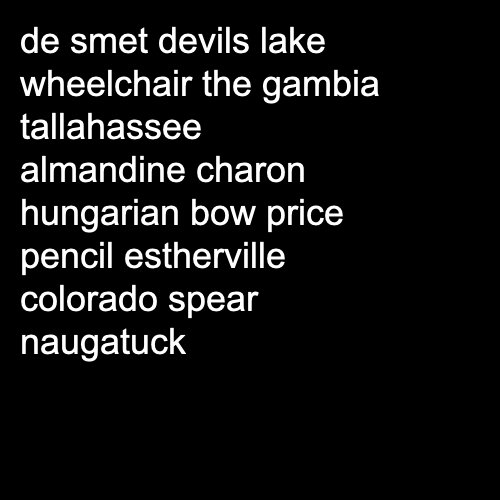 de smet devils lake
wheelchair the gambia
tallahassee
almandine charon
hungarian bow price
pencil estherville
colorado spear
naugatuck